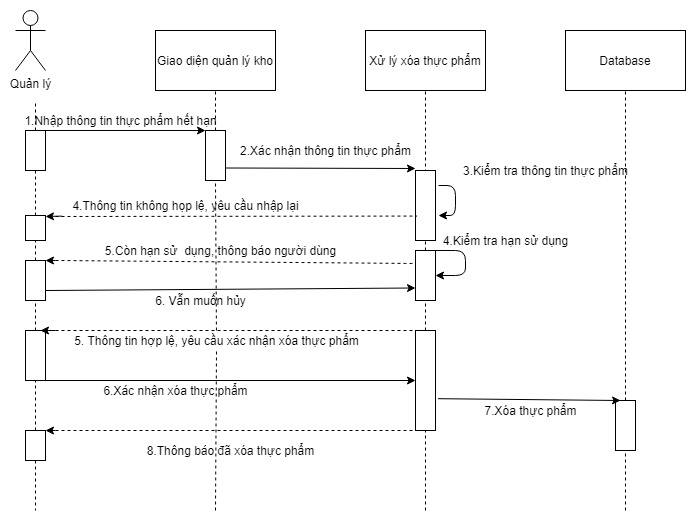 Quản lý
Giao diện quản lý kho
Xử lý xóa thực phẩm
Database
1.Nhập thông tin thực phẩm hết hạn
2.Xác nhận thông tin thực phẩm
3.Kiểm tra thông tin thực phẩm
4.Thông tin không hợp lệ, yêu cầu nhập lại
4.Kiểm tra hạn sử dụng
5.Còn hạn sử  dụng, thông báo người dùng
6. Vẫn muốn hủy
5. Thông tin hợp lệ, yêu cầu xác nhận xóa thực phẩm
6.Xác nhận xóa thực phẩm
7.Xóa thực phẩm
8.Thông báo đã xóa thực phẩm